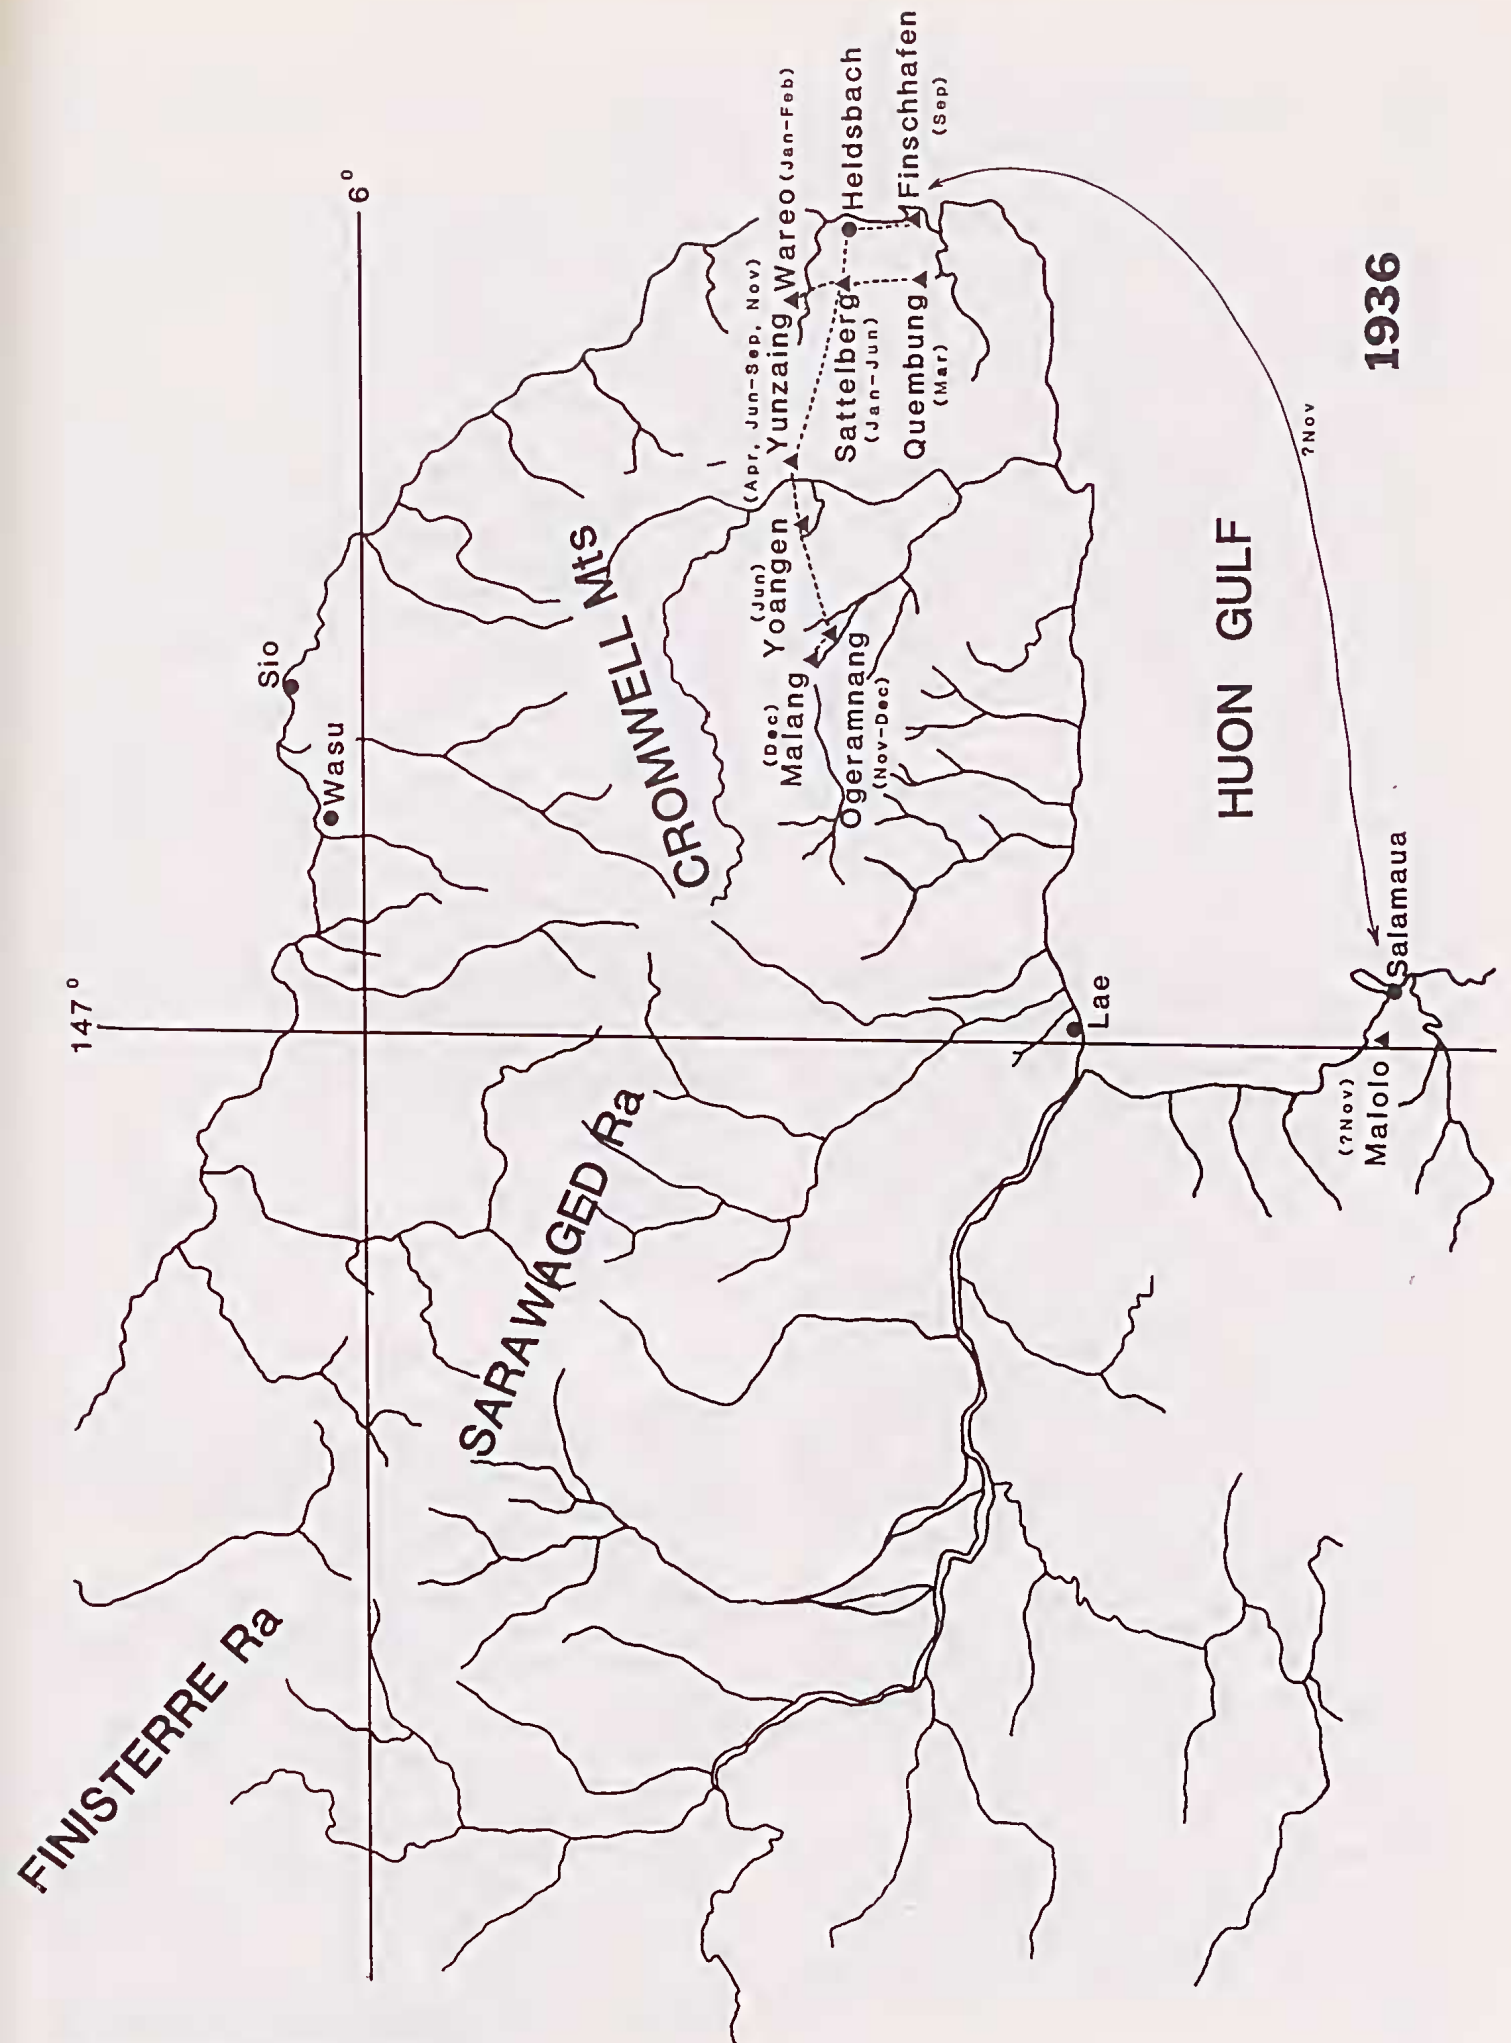 FINISTERRE Ra
SARAWAGED Ra
CROMWELL Mts
147°
6°
Sio
Wasu
(Apr, Jun-Sep, Nov)
Yunzaing
Wareo (Jan-Feb)
Heldsbach
Finschhafen
(Sep)
Sattelberg
(Jan-Jun)
Quembung
(Mar)
(Jun)
Yoangen
(Dec)
Malang
Ogeramnang
(Nov-Dec)
Lae
HUON GULF
?Nov
Salamaua
(??Nov)
Malolo
1936